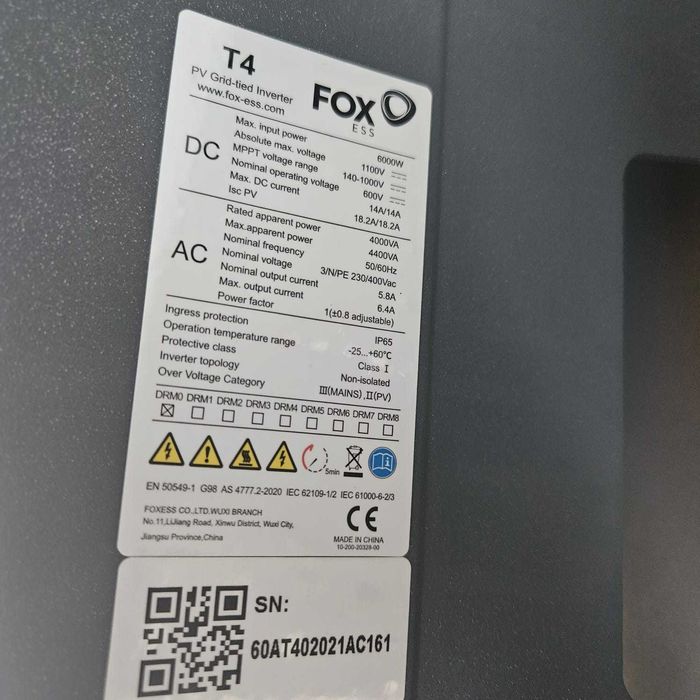 T4
PV Grid-tied Inverter
www.fox-ess.com
FOX
ESS
DC
Max. input power 6000W
Absolute max. voltage 1100V
MPPT voltage range 140-1000V
Nominal operating voltage 600V
Max. DC current 14A/14A
Isc PV 18.2A/18.2A
AC
Rated apparent power 4000VA
Max.apparent power 4400VA
Nominal frequency 50/60Hz
Nominal voltage 3/N/PE 230/400Vac
Nominal output current 5.8A
Max. output current 6.4A
Power factor 1(±0.8 adjustable)
Ingress protection IP65
Operation temperature range -25...+60℃
Protective class Class I
Inverter topology Non-isolated
Over Voltage Category III(MAINS),II(PV)
DRM0 DRM1 DRM2 DRM3 DRM4 DRM5 DRM6 DRM7 DRM8
5min
EN 50549-1 G98 AS 4777.2-2020 IEC 62109-1/2 IEC 61000-6-2/3
FOXESS CO.,LTD.WUXI BRANCH
No.11,LiJiang Road, Xinwu District, Wuxi City,
Jiangsu Province,China
CE
MADE IN CHINA
10-200-20328-00
SN:
60AT402021AC161